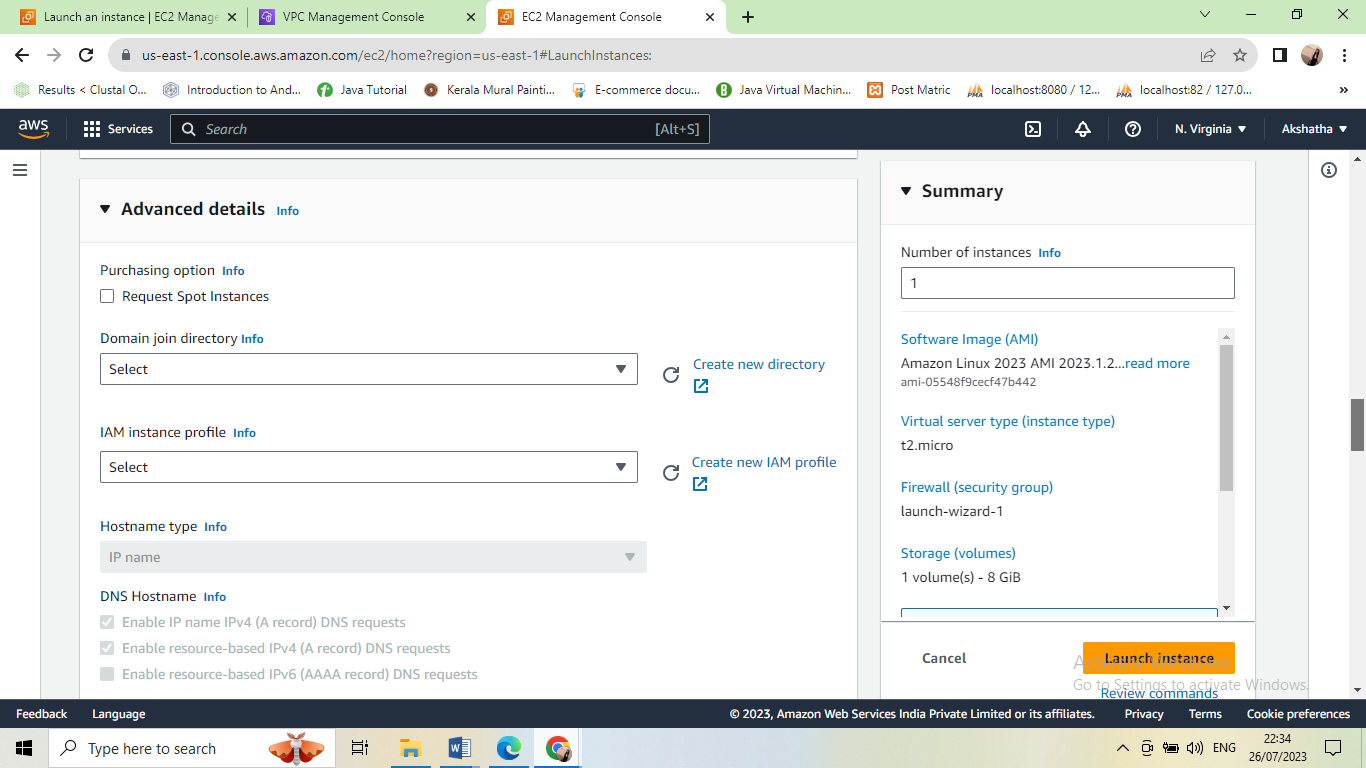 Launch an instance | EC2 Manage
VPC Management Console
EC2 Management Console
us-east-1.console.aws.amazon.com/ec2/home?region=us-east-1#LaunchInstances:
Results < Clustal O...
Introduction to And...
Java Tutorial
Kerala Mural Painti...
E-commerce docu...
Java Virtual Machin...
Post Matric
localhost:8080 / 12...
localhost:82 / 127.0...
»
aws
Services
Search
[Alt+S]
N. Virginia
Akshatha
Advanced details Info
Purchasing option Info
Request Spot Instances
Domain join directory Info
Select
Create new directory
IAM instance profile Info
Select
Create new IAM profile
Hostname type Info
IP name
DNS Hostname Info
Enable IP name IPv4 (A record) DNS requests
Enable resource-based IPv4 (A record) DNS requests
Enable resource-based IPv6 (AAAA record) DNS requests
Summary
Number of instances Info
1
Software Image (AMI)
Amazon Linux 2023 AMI 2023.1.2...read more
ami-05548f9cecf47b442
Virtual server type (instance type)
t2.micro
Firewall (security group)
launch-wizard-1
Storage (volumes)
1 volume(s) - 8 GiB
Cancel
Launch instance
Review commands
Activate Windows
Go to Settings to activate Windows.
Feedback
Language
© 2023, Amazon Web Services India Private Limited or its affiliates.
Privacy
Terms
Cookie preferences
Type here to search
ENG
22:34
26/07/2023